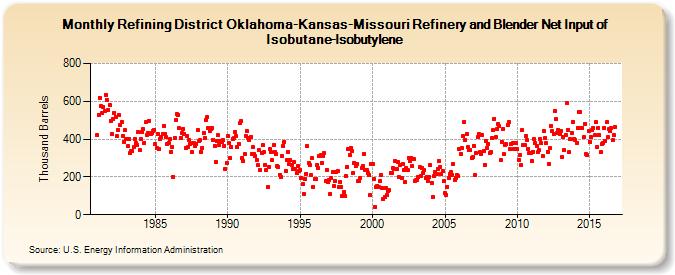 Monthly Refining District Oklahoma-Kansas-Missouri Refinery and Blender Net Input of
Isobutane-Isobutylene
Thousand Barrels
800
600
400
200
0
1985 1990 1995 2000 2005 2010 2015
Source: U.S. Energy Information Administration